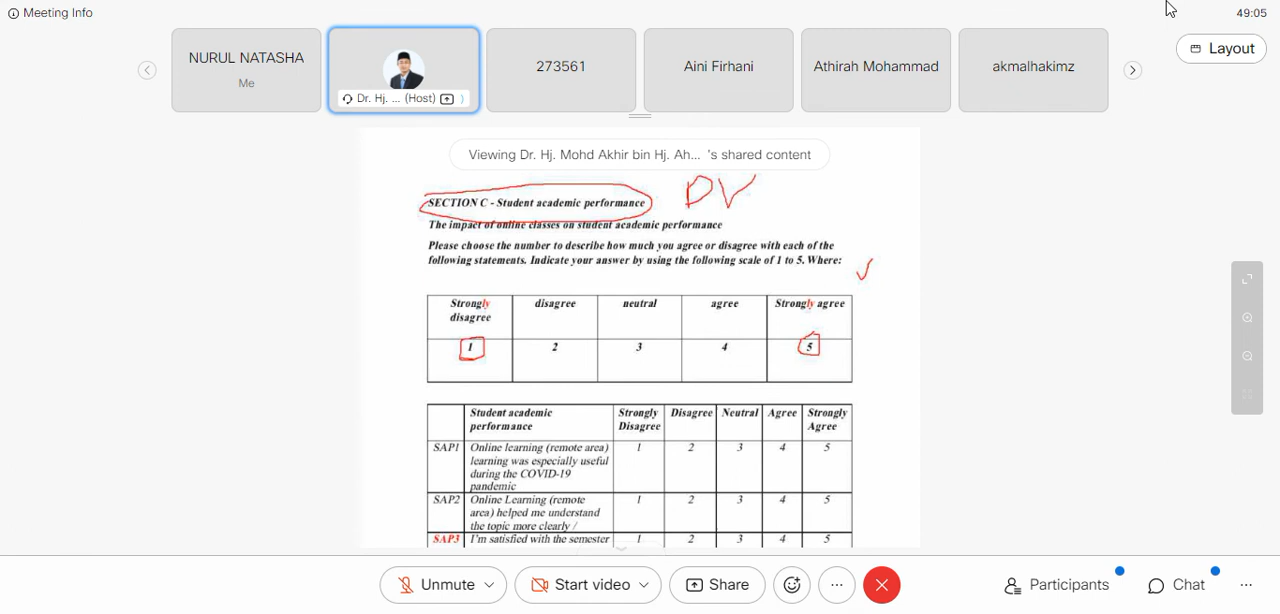 Meeting Info
49:05
Layout
NURUL NATASHA
Me
Dr. Hj. ... (Host)
273561
Aini Firhani
Athirah Mohammad
akmalhakimz
Viewing Dr. Hj. Mohd Akhir bin Hj. Ah... 's shared content
SECTION C - Student academic performance
DV
The impact of online classes on student academic performance
Please choose the number to describe how much you agree or disagree with each of the
following statements. Indicate your answer by using the following scale of 1 to 5. Where:
Strongly disagree neutral agree Strongly agree
disagree
1 2 3 4 5
Student academic Strongly Disagree Neutral Agree Strongly
performance Disagree Agree
SAP1 Online learning (remote area) 1 2 3 4 5
learning was especially useful
during the COVID-19
pandemic
SAP2 Online Learning (remote 1 2 3 4 5
area) helped me understand
the topic more clearly /
SAP3 I'm satisfied with the semester 1 2 3 4 5
Unmute
Start video
Share
Participants
Chat